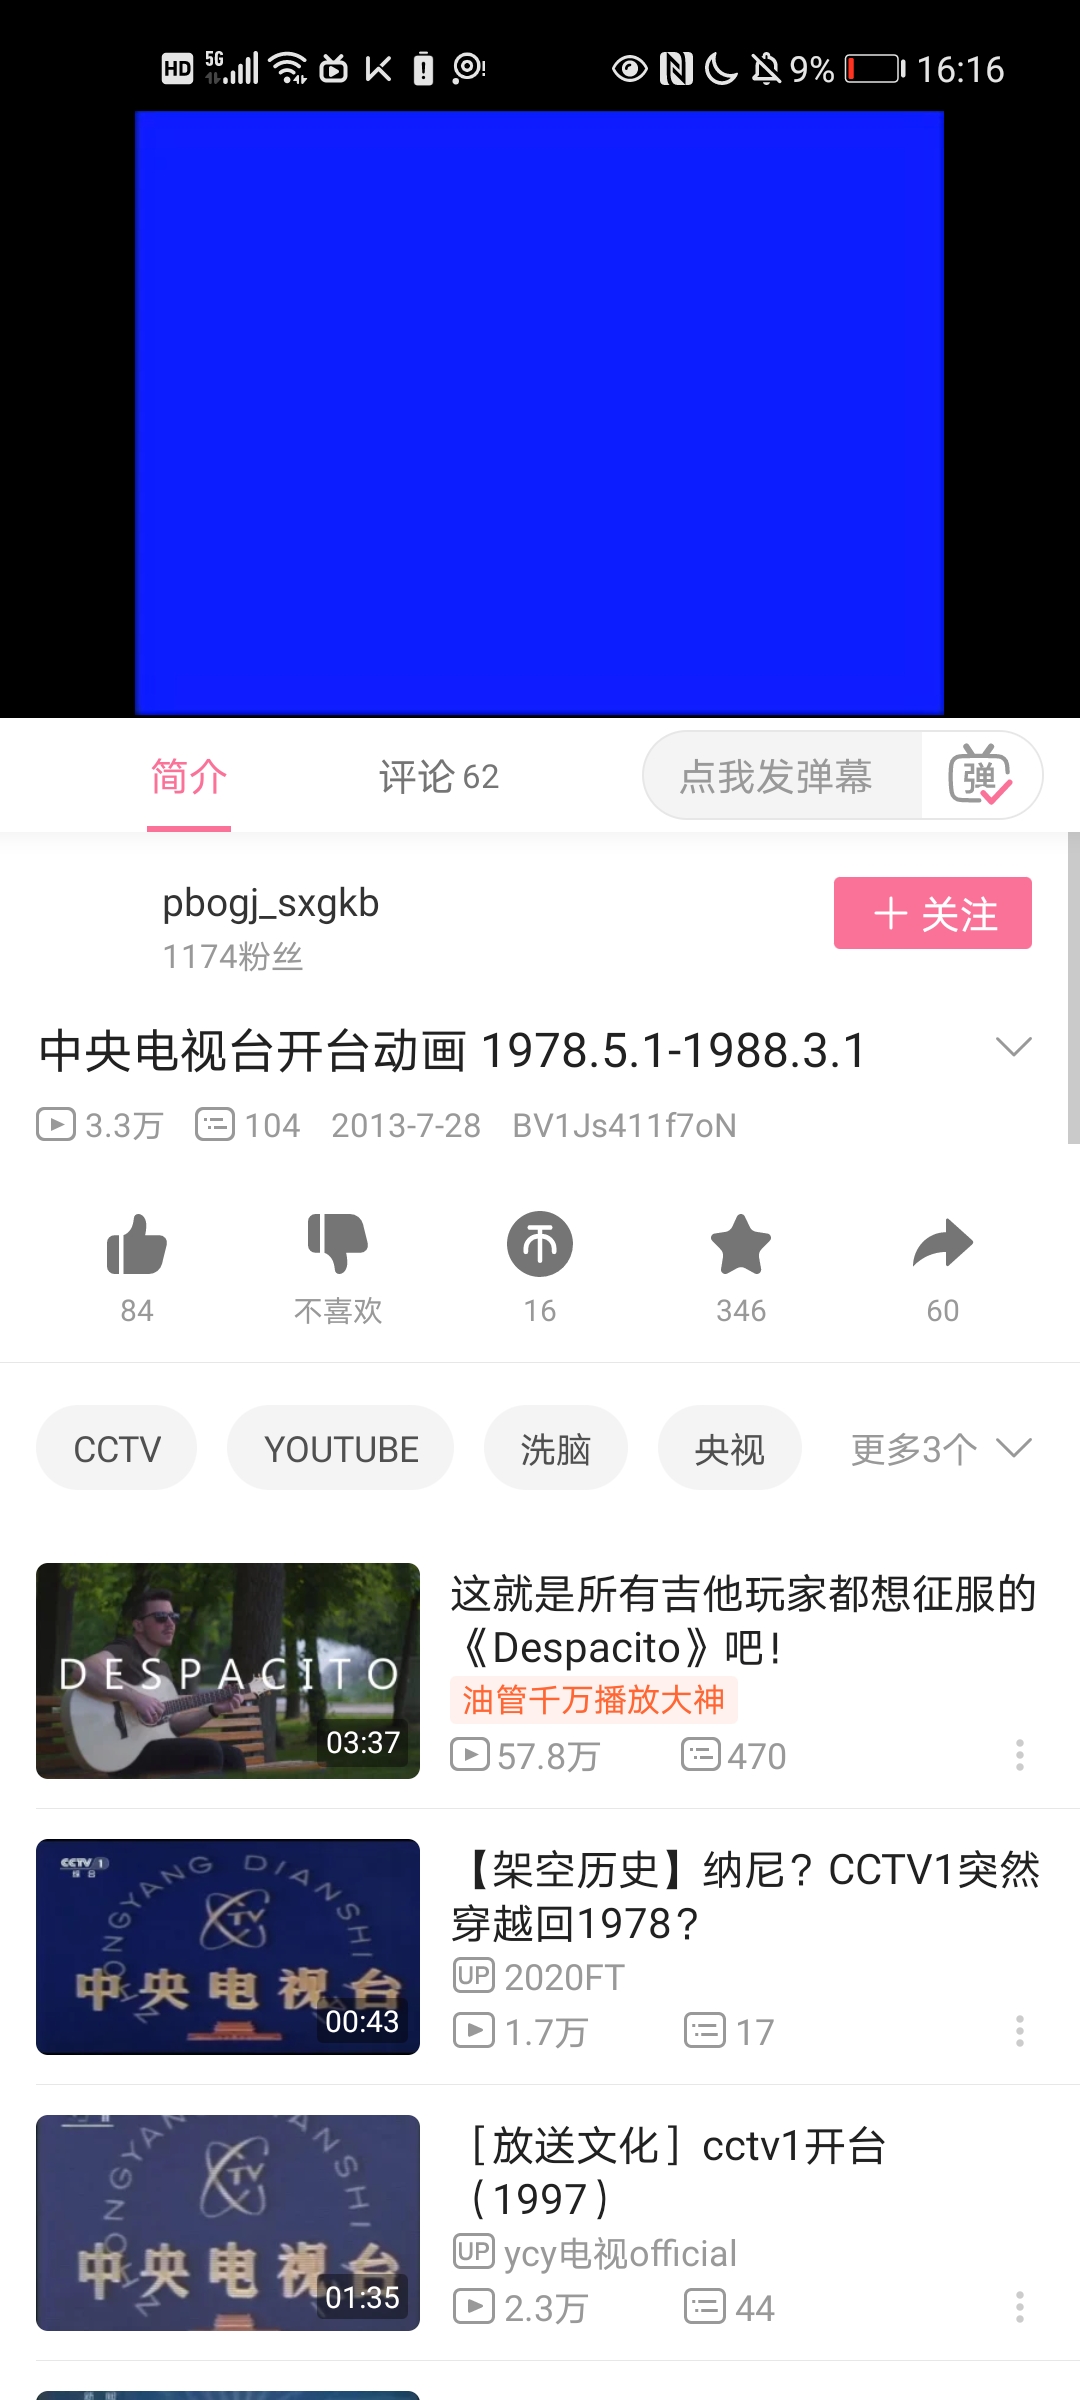 HD 5G 9% 16:16
简介 评论 62 点我发弹幕 弹
pbogj_sxgkb
1174粉丝
+ 关注
中央电视台开台动画 1978.5.1-1988.3.1
3.3万 104 2013-7-28 BV1Js411f7oN
84 不喜欢 16 346 60
CCTV YOUTUBE 洗脑 央视 更多3个
DESPACITO
03:37
这就是所有吉他玩家都想征服的
《Despacito》吧！
油管千万播放大神
57.8万 470
CCTV 1
综合
ZHONGYANG DIANSHI
TV
中央电视台
00:43
【架空历史】纳尼？CCTV1突然
穿越回1978？
UP 2020FT
1.7万 17
TV
中央电视台
01:35
［放送文化］cctv1开台
（1997）
UP ycy电视official
2.3万 44